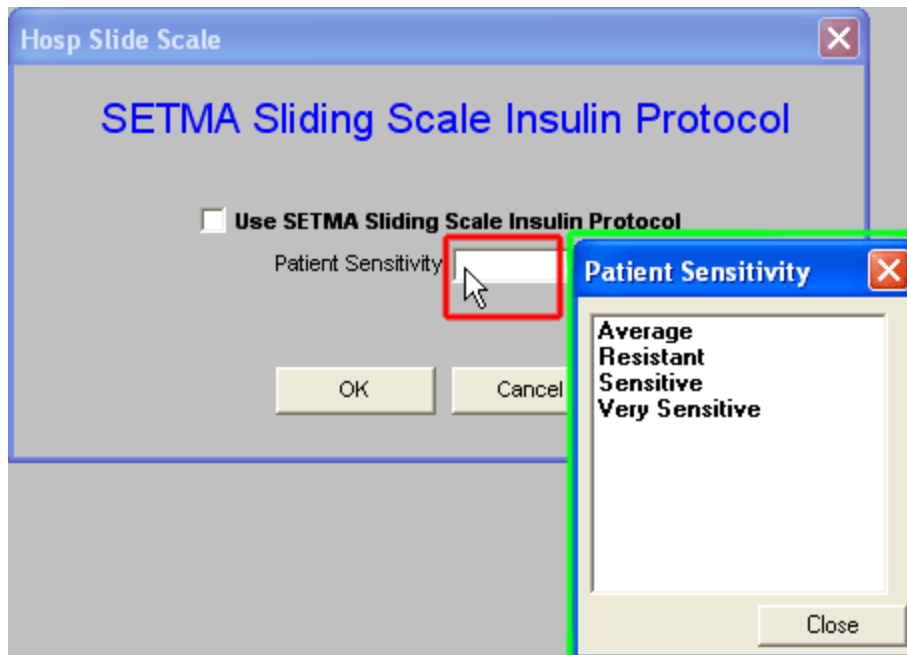 Hosp Slide Scale
SETMA Sliding Scale Insulin Protocol
Use SETMA Sliding Scale Insulin Protocol
Patient Sensitivity
OK
Cancel
Patient Sensitivity
Average
Resistant
Sensitive
Very Sensitive
Close